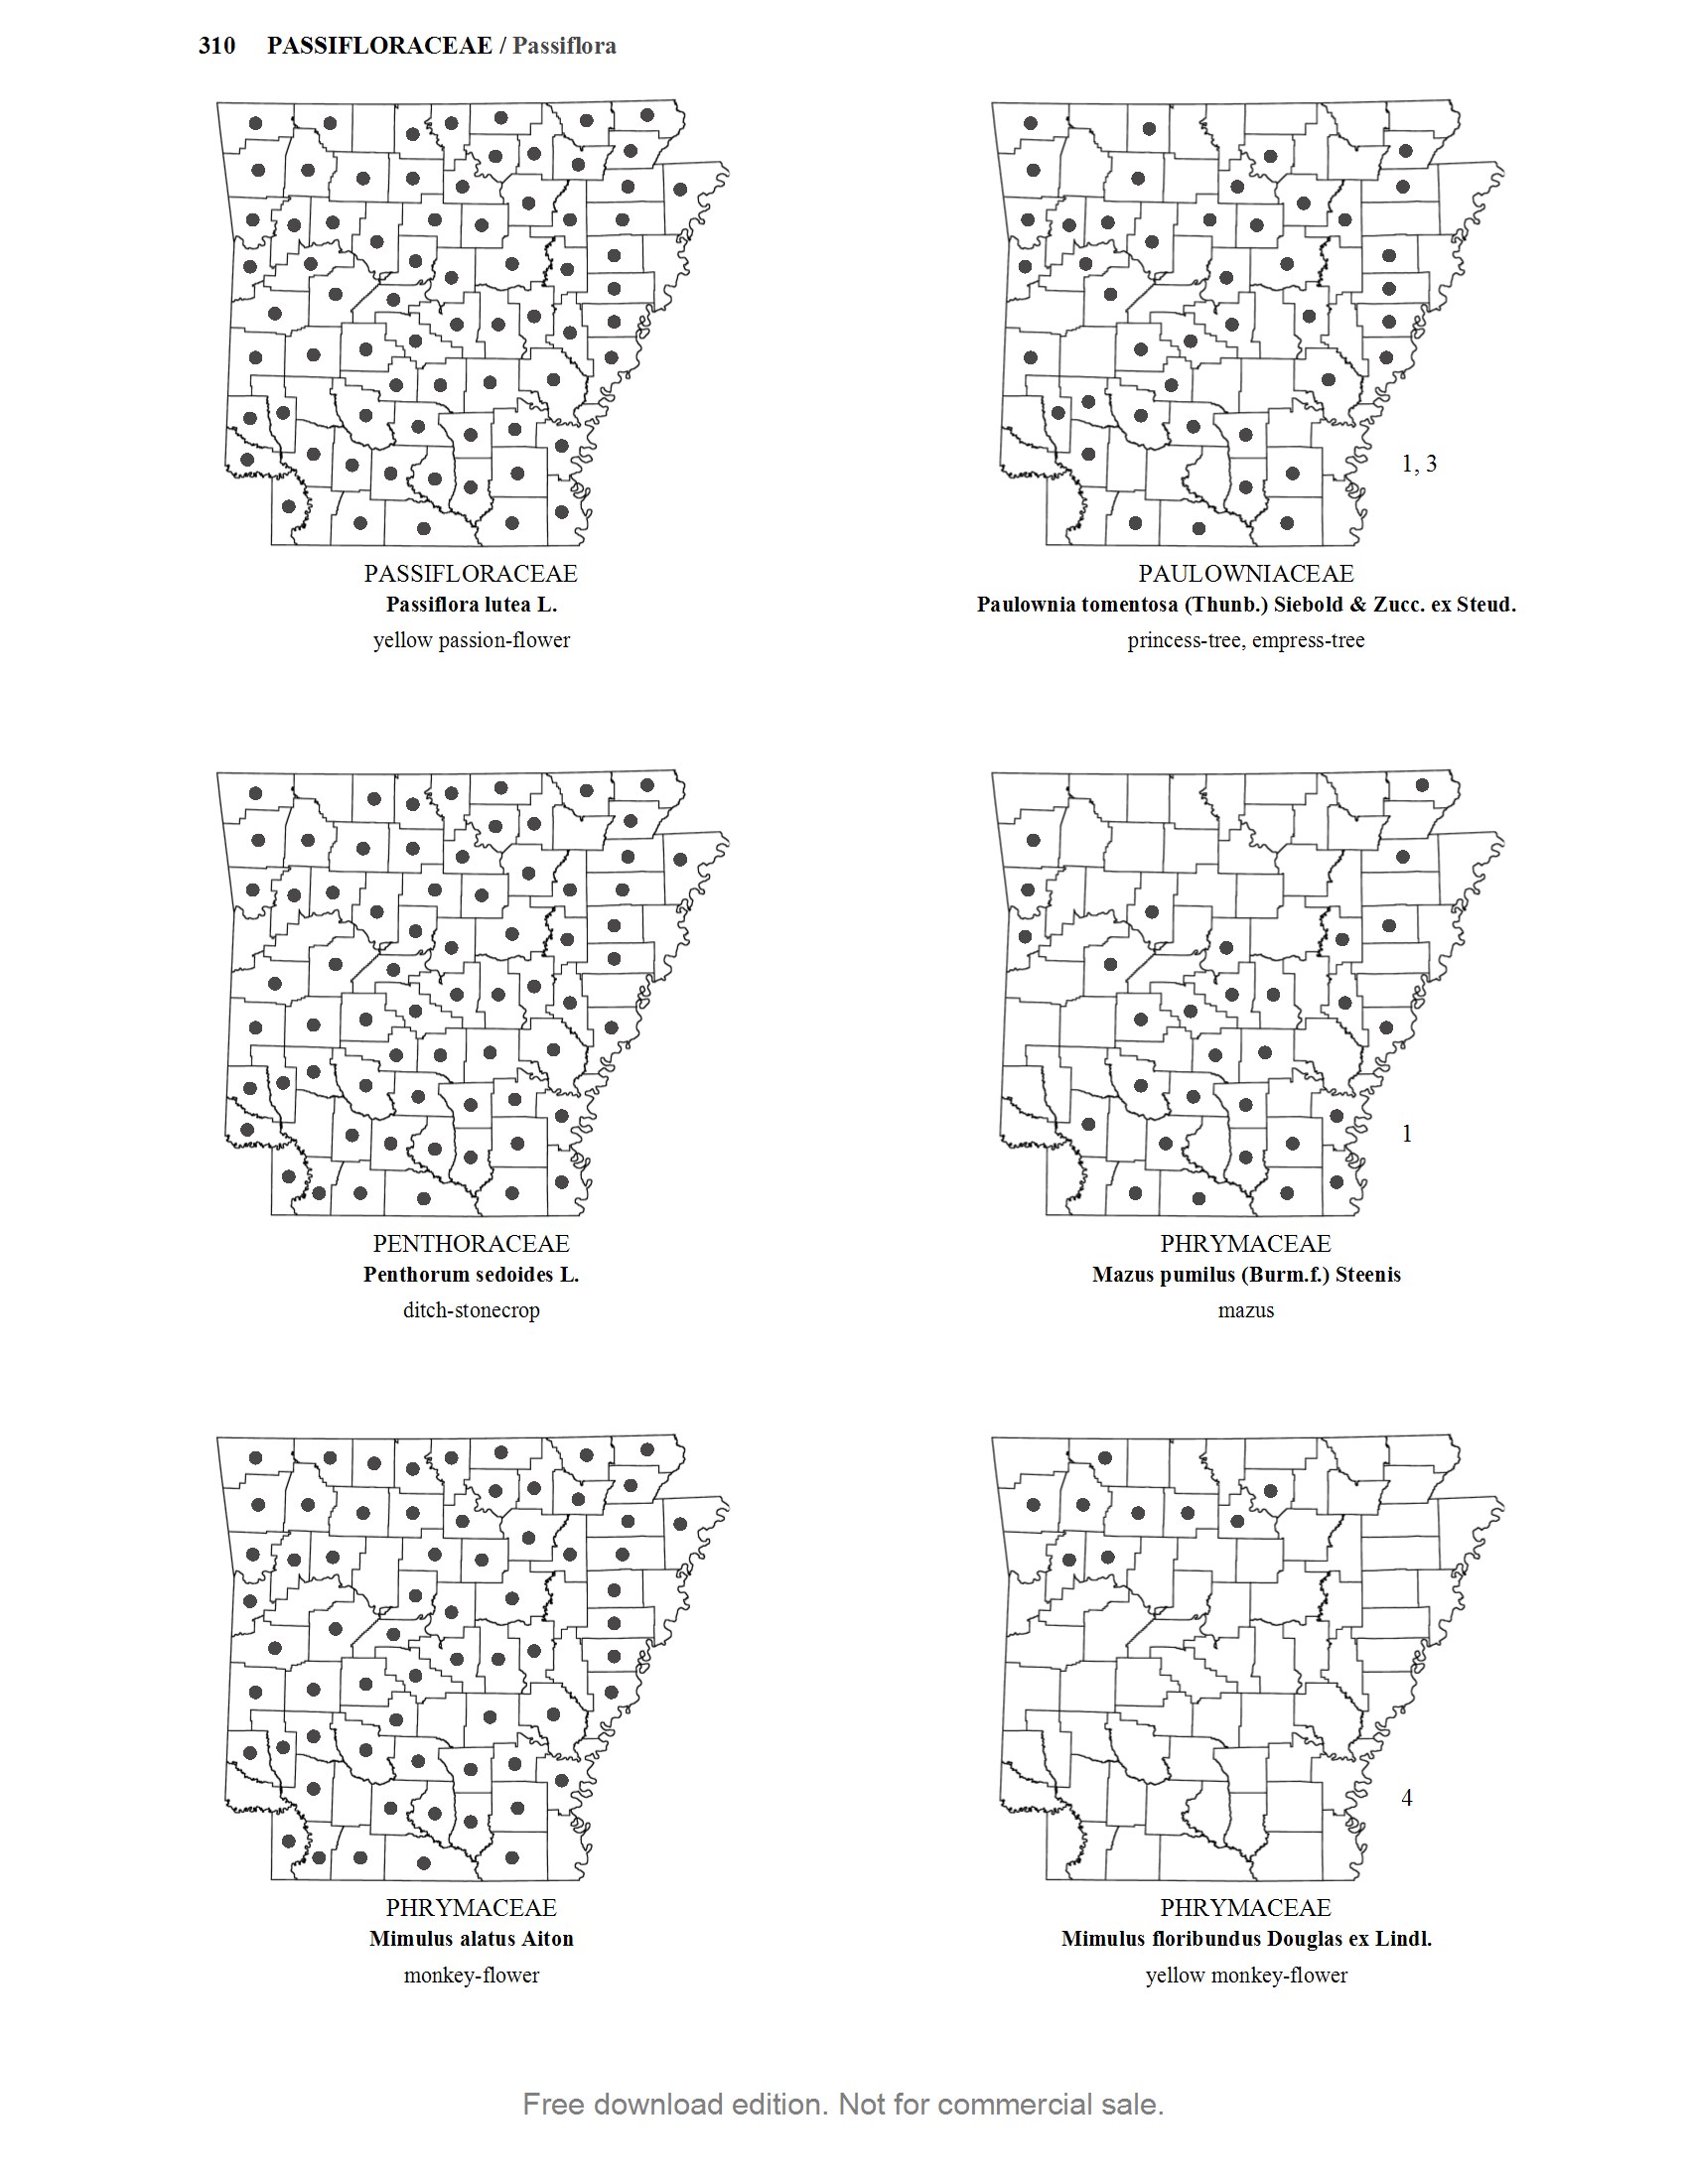 310 PASSIFLORACEAE / Passiflora
1, 3
PASSIFLORACEAE
Passiflora lutea L.
yellow passion-flower
PAULOWNIACEAE
Paulownia tomentosa (Thunb.) Siebold & Zucc. ex Steud.
princess-tree, empress-tree
1
PENTHORACEAE
Penthorum sedoides L.
ditch-stonecrop
PHRYMACEAE
Mazus pumilus (Burm.f.) Steenis
mazus
4
PHRYMACEAE
Mimulus alatus Aiton
monkey-flower
PHRYMACEAE
Mimulus floribundus Douglas ex Lindl.
yellow monkey-flower
Free download edition. Not for commercial sale.